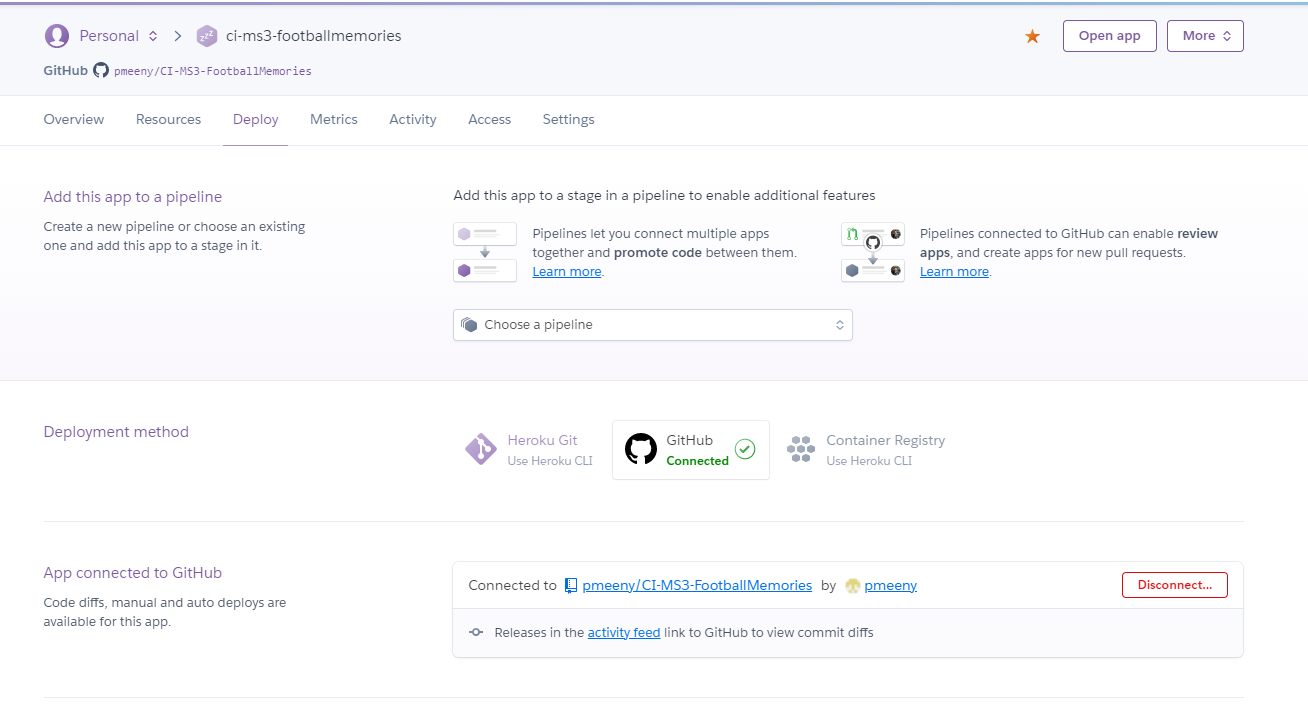 Personal
ci-ms3-footballmemories
Open app
More
GitHub pmeeny/CI-MS3-FootballMemories
Overview Resources Deploy Metrics Activity Access Settings
Add this app to a pipeline
Create a new pipeline or choose an existing
one and add this app to a stage in it.
Add this app to a stage in a pipeline to enable additional features
Pipelines let you connect multiple apps
together and promote code between them.
Learn more.
Pipelines connected to GitHub can enable review
apps, and create apps for new pull requests.
Learn more.
Choose a pipeline
Deployment method
Heroku Git
Use Heroku CLI
GitHub
Connected
Container Registry
Use Heroku CLI
App connected to GitHub
Code diffs, manual and auto deploys are
available for this app.
Connected to pmeeny/CI-MS3-FootballMemories by pmeeny
Disconnect...
Releases in the activity feed link to GitHub to view commit diffs